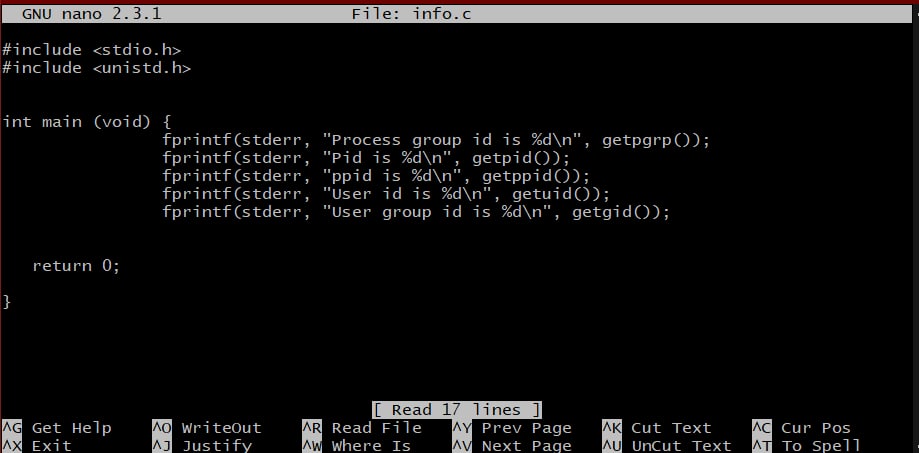 GNU nano 2.3.1 File: info.c
#include <stdio.h>
#include <unistd.h>
int main (void) {
fprintf(stderr, "Process group id is %d\n", getpgrp());
fprintf(stderr, "Pid is %d\n", getpid());
fprintf(stderr, "ppid is %d\n", getppid());
fprintf(stderr, "User id is %d\n", getuid());
fprintf(stderr, "User group id is %d\n", getgid());
return 0;
}
[ Read 17 lines ]
^G Get Help ^O WriteOut ^R Read File ^Y Prev Page ^K Cut Text ^C Cur Pos
^X Exit ^J Justify ^W Where Is ^V Next Page ^U UnCut Text ^T To Spell